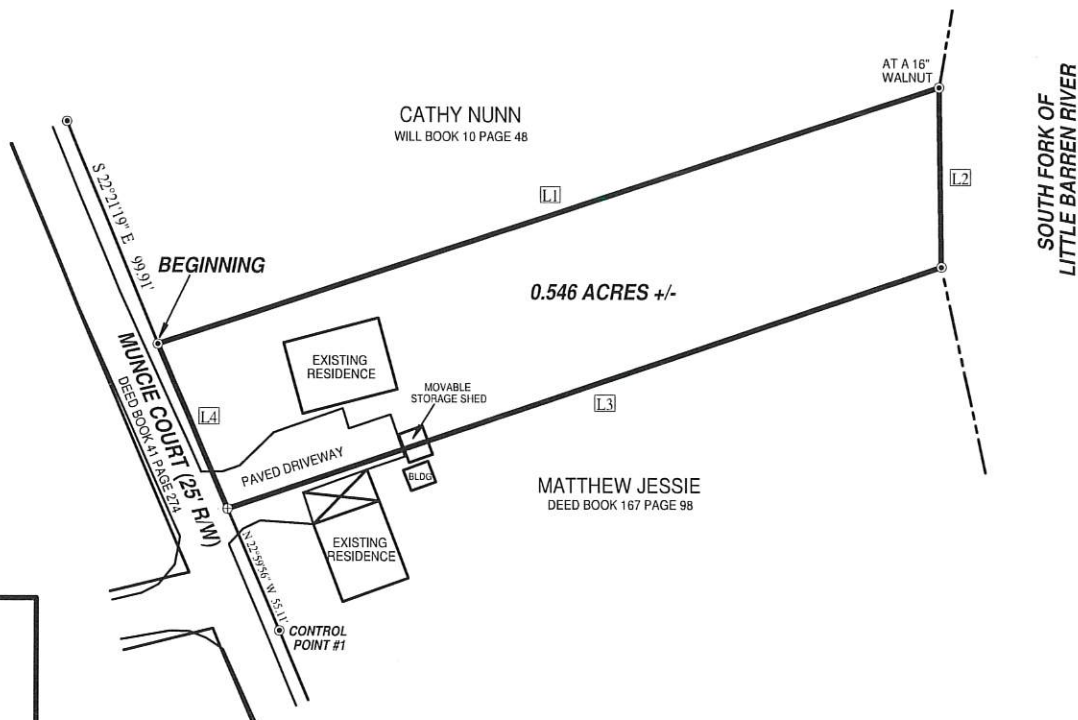 AT A 16"
WALNUT
SOUTH FORK OF
LITTLE BARREN RIVER
CATHY NUNN
WILL BOOK 10 PAGE 48
S 22°21'19" E 99.91'
L1
L2
BEGINNING
0.546 ACRES +/-
MUNCIE COURT (25' R/W)
DEED BOOK 41 PAGE 274
EXISTING
RESIDENCE
MOVABLE
STORAGE SHED
L3
L4
PAVED DRIVEWAY
BLDG
MATTHEW JESSIE
DEED BOOK 167 PAGE 98
EXISTING
RESIDENCE
N 22°59'56" W 55.11'
CONTROL
POINT #1